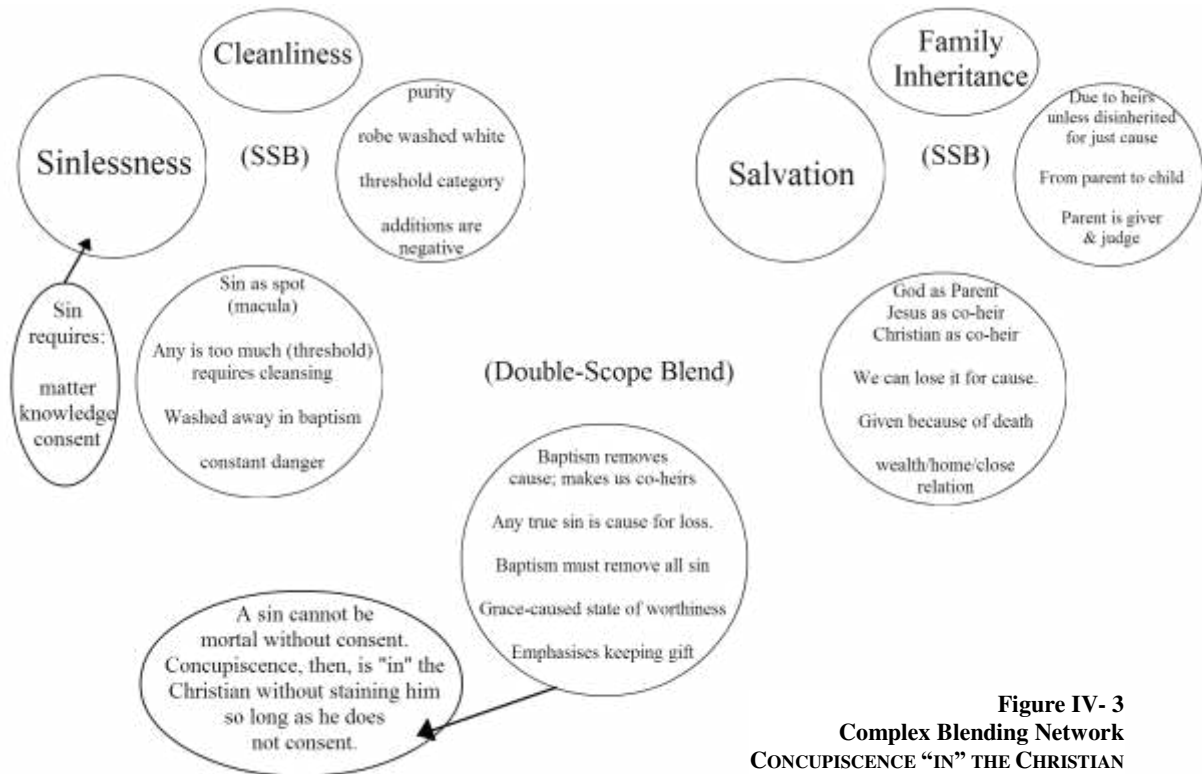 Cleanliness
Sinlessness
(SSB)
purity
robe washed white
threshold category
additions are
negative
Sin
requires:
matter
knowledge
consent
Sin as spot
(macula)
Any is too much (threshold)
requires cleansing
Washed away in baptism
constant danger
Family
Inheritance
Salvation
(SSB)
Due to heirs
unless disinherited
for just cause
From parent to child
Parent is giver
& judge
God as Parent
Jesus as co-heir
Christian as co-heir
We can lose it for cause.
Given because of death
wealth/home/close
relation
(Double-Scope Blend)
Baptism removes
cause; makes us co-heirs
Any true sin is cause for loss.
Baptism must remove all sin
Grace-caused state of worthiness
Emphasises keeping gift
A sin cannot be
mortal without consent.
Concupiscence, then, is "in" the
Christian without staining him
so long as he does
not consent.
Figure IV- 3
Complex Blending Network
CONCUPISCENCE “IN” THE CHRISTIAN